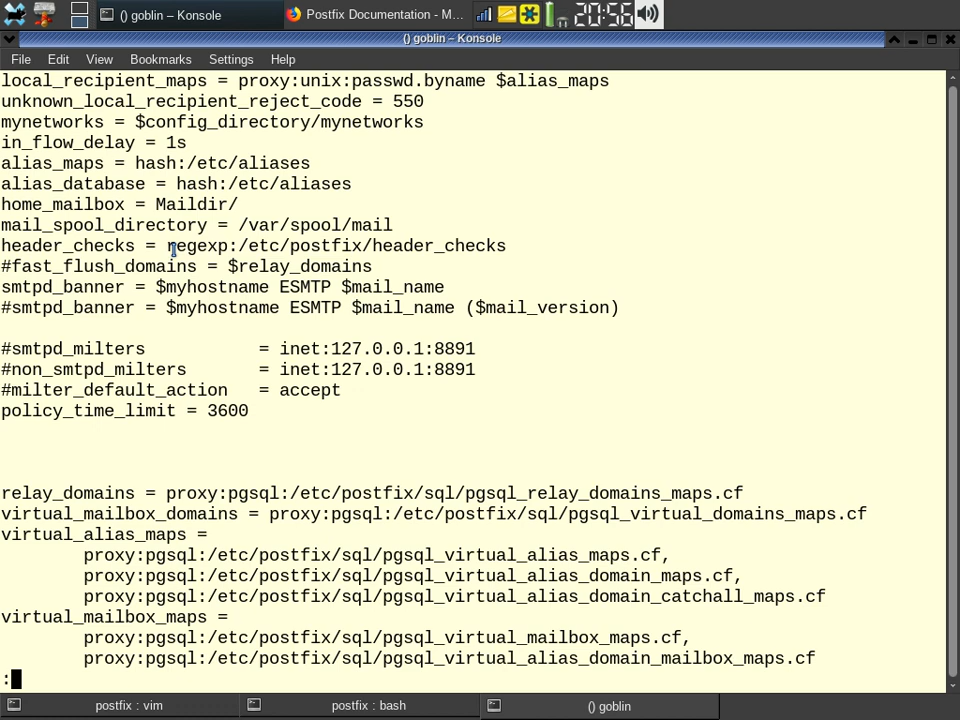 () goblin – Konsole
Postfix Documentation - M...
20:56
() goblin – Konsole
File Edit View Bookmarks Settings Help
local_recipient_maps = proxy:unix:passwd.byname $alias_maps
unknown_local_recipient_reject_code = 550
mynetworks = $config_directory/mynetworks
in_flow_delay = 1s
alias_maps = hash:/etc/aliases
alias_database = hash:/etc/aliases
home_mailbox = Maildir/
mail_spool_directory = /var/spool/mail
header_checks = regexp:/etc/postfix/header_checks
#fast_flush_domains = $relay_domains
smtpd_banner = $myhostname ESMTP $mail_name
#smtpd_banner = $myhostname ESMTP $mail_name ($mail_version)
#smtpd_milters           = inet:127.0.0.1:8891
#non_smtpd_milters       = inet:127.0.0.1:8891
#milter_default_action   = accept
policy_time_limit = 3600
relay_domains = proxy:pgsql:/etc/postfix/sql/pgsql_relay_domains_maps.cf
virtual_mailbox_domains = proxy:pgsql:/etc/postfix/sql/pgsql_virtual_domains_maps.cf
virtual_alias_maps =
        proxy:pgsql:/etc/postfix/sql/pgsql_virtual_alias_maps.cf,
        proxy:pgsql:/etc/postfix/sql/pgsql_virtual_alias_domain_maps.cf,
        proxy:pgsql:/etc/postfix/sql/pgsql_virtual_alias_domain_catchall_maps.cf
virtual_mailbox_maps =
        proxy:pgsql:/etc/postfix/sql/pgsql_virtual_mailbox_maps.cf,
        proxy:pgsql:/etc/postfix/sql/pgsql_virtual_alias_domain_mailbox_maps.cf
:
postfix : vim
postfix : bash
() goblin